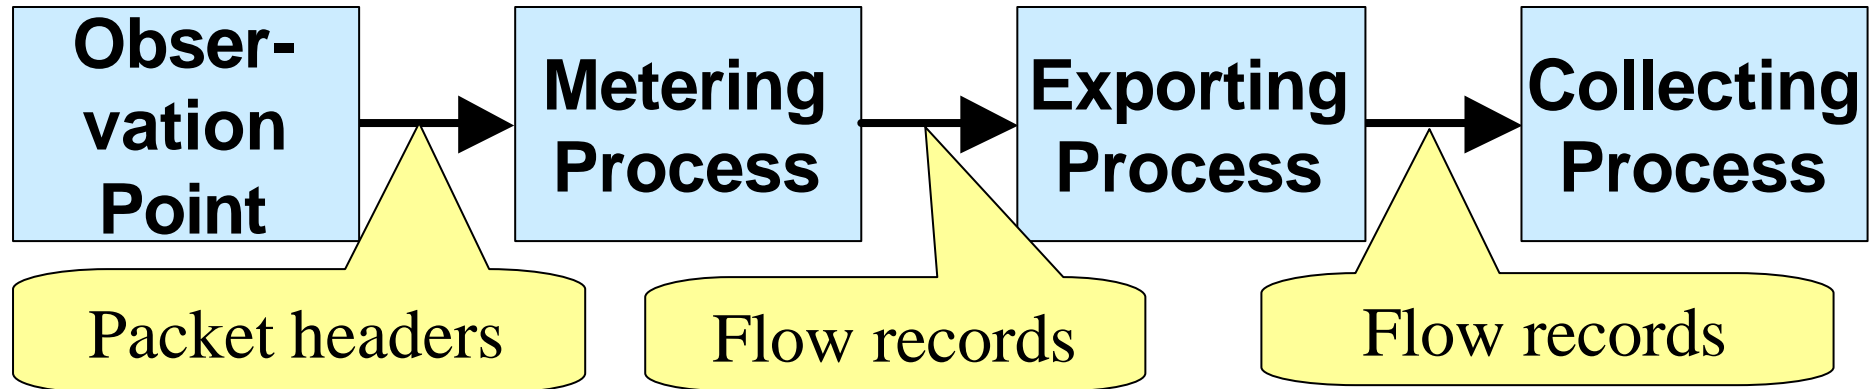 Obser-
vation
Point
Metering
Process
Exporting
Process
Collecting
Process
Packet headers
Flow records
Flow records